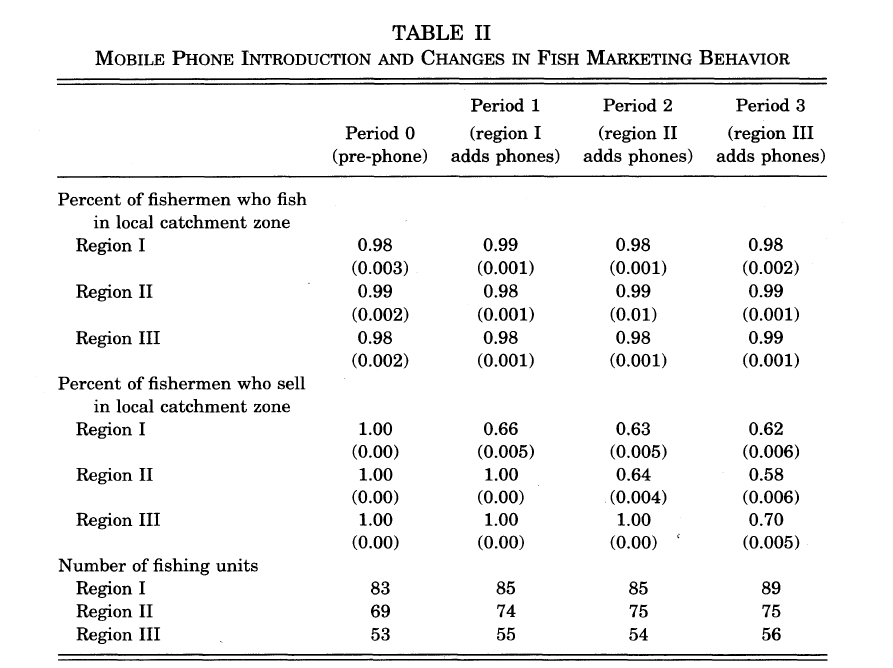 TABLE II
MOBILE PHONE INTRODUCTION AND CHANGES IN FISH MARKETING BEHAVIOR
Period 1 Period 2 Period 3
Period 0 (region I (region II (region III
(pre-phone) adds phones) adds phones) adds phones)
Percent of fishermen who fish
in local catchment zone
Region I 0.98 0.99 0.98 0.98
(0.003) (0.001) (0.001) (0.002)
Region II 0.99 0.98 0.99 0.99
(0.002) (0.001) (0.01) (0.001)
Region III 0.98 0.98 0.98 0.99
(0.002) (0.001) (0.001) (0.001)
Percent of fishermen who sell
in local catchment zone
Region I 1.00 0.66 0.63 0.62
(0.00) (0.005) (0.005) (0.006)
Region II 1.00 1.00 0.64 0.58
(0.00) (0.00) (0.004) (0.006)
Region III 1.00 1.00 1.00 0.70
(0.00) (0.00) (0.00) (0.005)
Number of fishing units
Region I 83 85 85 89
Region II 69 74 75 75
Region III 53 55 54 56